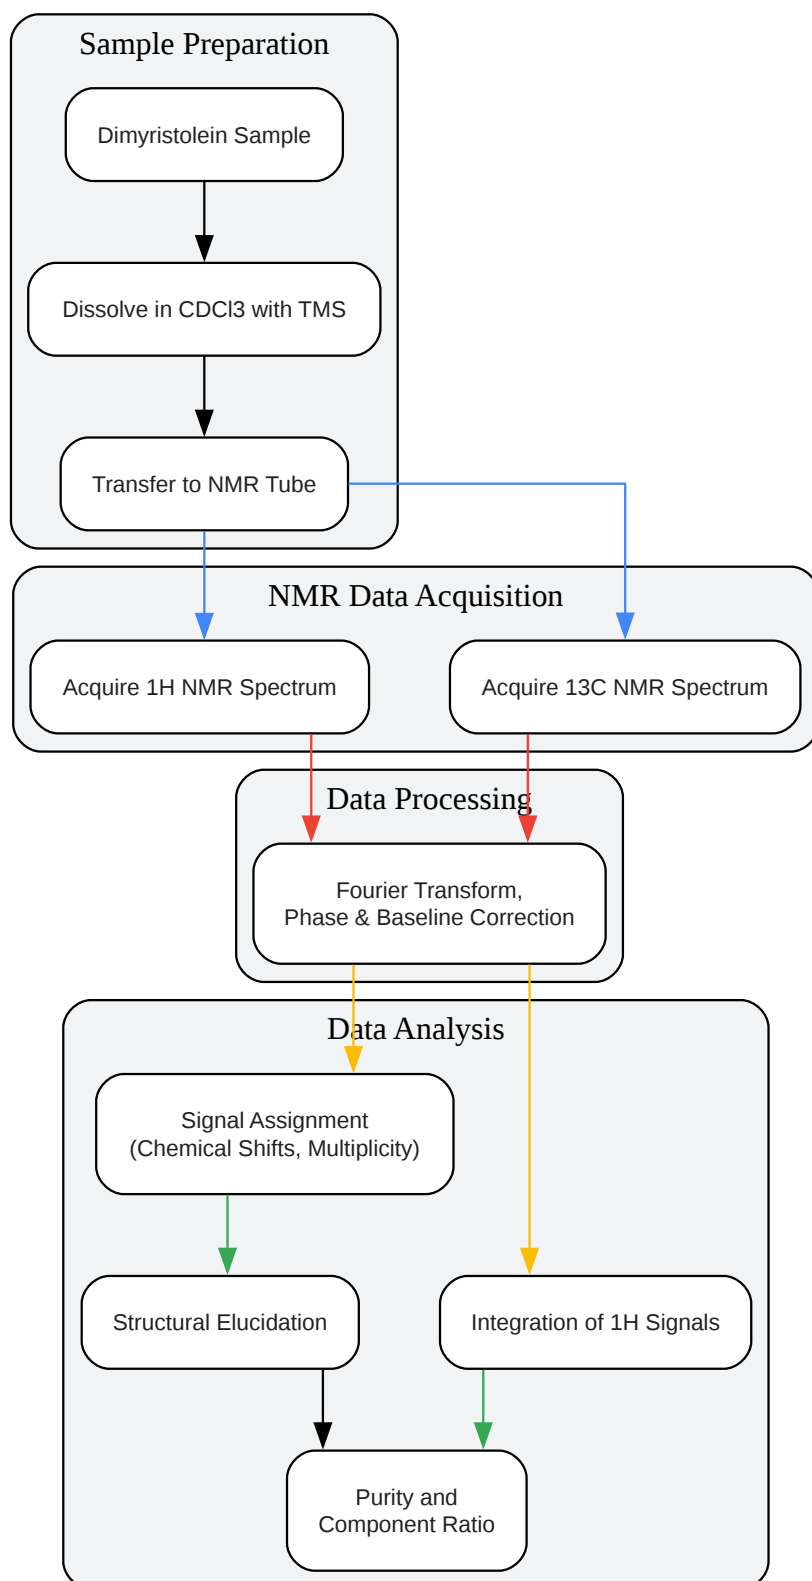 Sample Preparation
Dimyristolein Sample
Dissolve in CDCl3 with TMS
Transfer to NMR Tube
NMR Data Acquisition
Acquire 1H NMR Spectrum
Acquire 13C NMR Spectrum
Data Processing
Fourier Transform,
Phase & Baseline Correction
Data Analysis
Signal Assignment
(Chemical Shifts, Multiplicity)
Structural Elucidation
Integration of 1H Signals
Purity and
Component Ratio